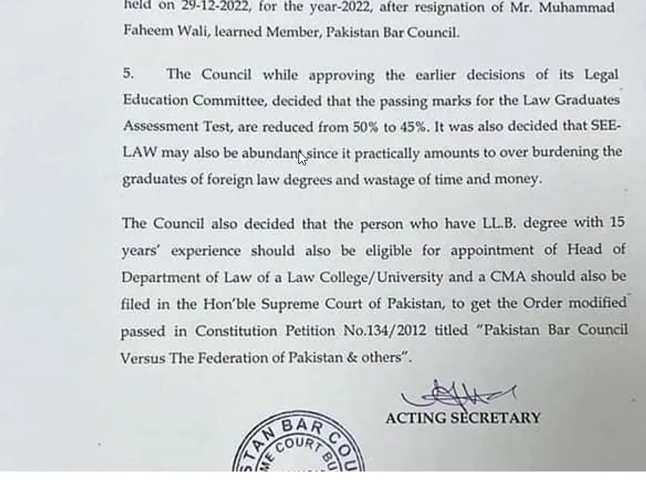 held on 29-12-2022, for the year-2022, after resignation of Mr. Muhammad
Faheem Wali, learned Member, Pakistan Bar Council.
5. The Council while approving the earlier decisions of its Legal
Education Committee, decided that the passing marks for the Law Graduates
Assessment Test, are reduced from 50% to 45%. It was also decided that SEE-
LAW may also be abundant since it practically amounts to over burdening the
graduates of foreign law degrees and wastage of time and money.
The Council also decided that the person who have LL.B. degree with 15
years' experience should also be eligible for appointment of Head of
Department of Law of a Law College/University and a CMA should also be
filed in the Hon'ble Supreme Court of Pakistan, to get the Order modified
passed in Constitution Petition No.134/2012 titled "Pakistan Bar Council
Versus The Federation of Pakistan & others".
ACTING SECRETARY
TAN BAR COU
ME COURT BU